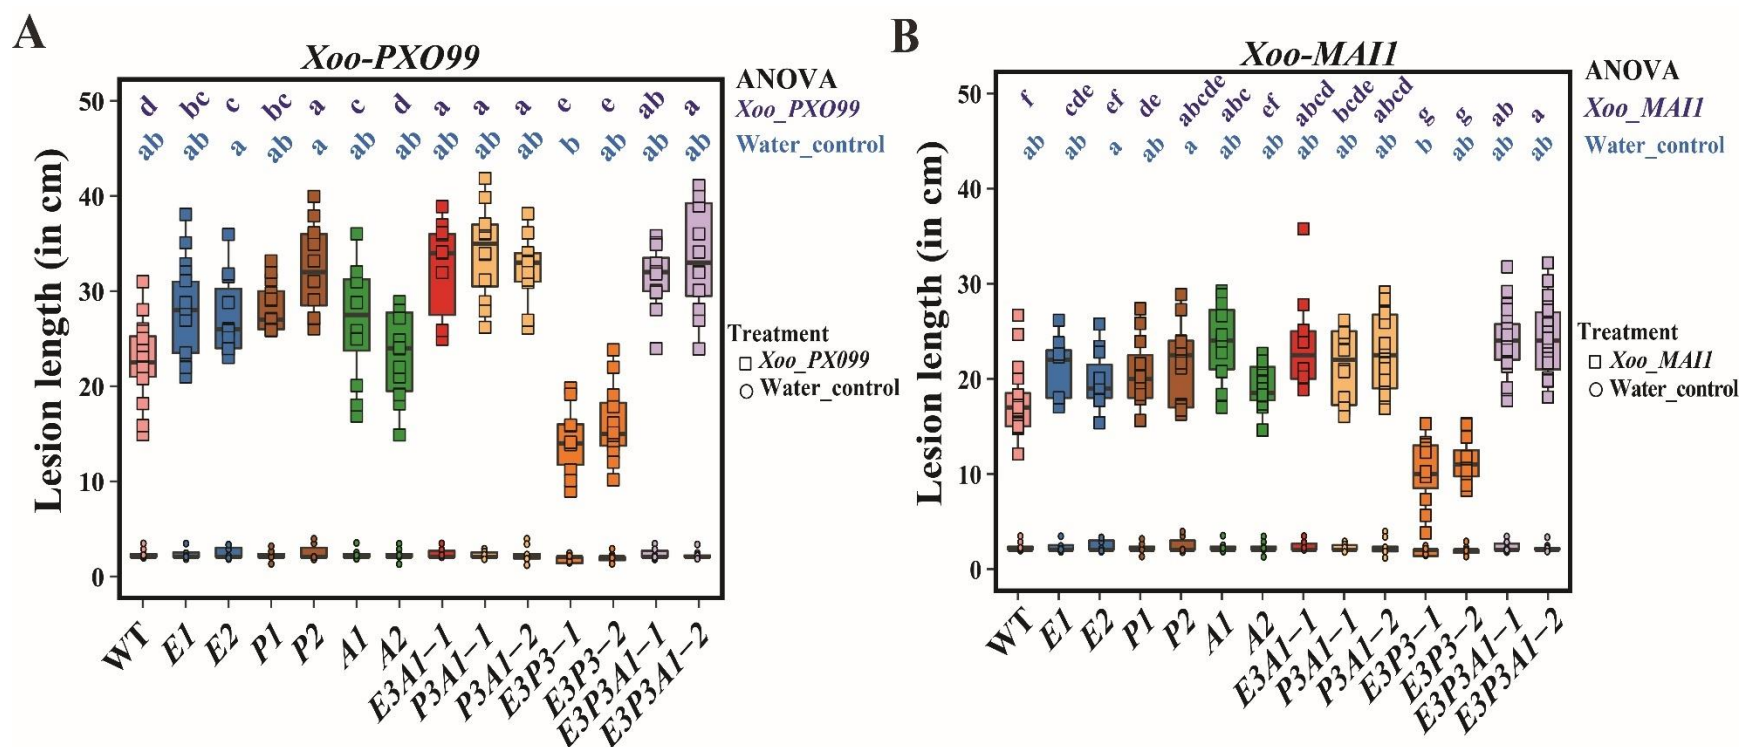 A
Xoo-PXO99
ANOVA
Xoo_PXO99
Water_control
d bc c bc a c d a a a e e ab a
ab ab a ab a ab ab ab ab ab b ab ab ab
Lesion length (in cm)
50
40
30
20
10
0
Treatment
Xoo_PX099
Water_control
WT E1 E2 P1 P2 A1 A2 E3A1-1 P3A1-1 P3A1-2 E3P3-1 E3P3-2 E3P3A1-1 E3P3A1-2
B
Xoo-MAI1
ANOVA
Xoo_MAI1
Water_control
f cde ef de abcde abc ef abcd bcde abcd g g ab a
ab ab a ab a ab ab ab ab ab b ab ab ab
Lesion length (in cm)
50
40
30
20
10
0
Treatment
Xoo_MAI1
Water_control
WT E1 E2 P1 P2 A1 A2 E3A1-1 P3A1-1 P3A1-2 E3P3-1 E3P3-2 E3P3A1-1 E3P3A1-2